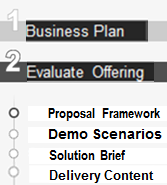 1
Business Plan
2
Evaluate Offering
Proposal Framework
Demo Scenarios
Solution Brief
Delivery Content